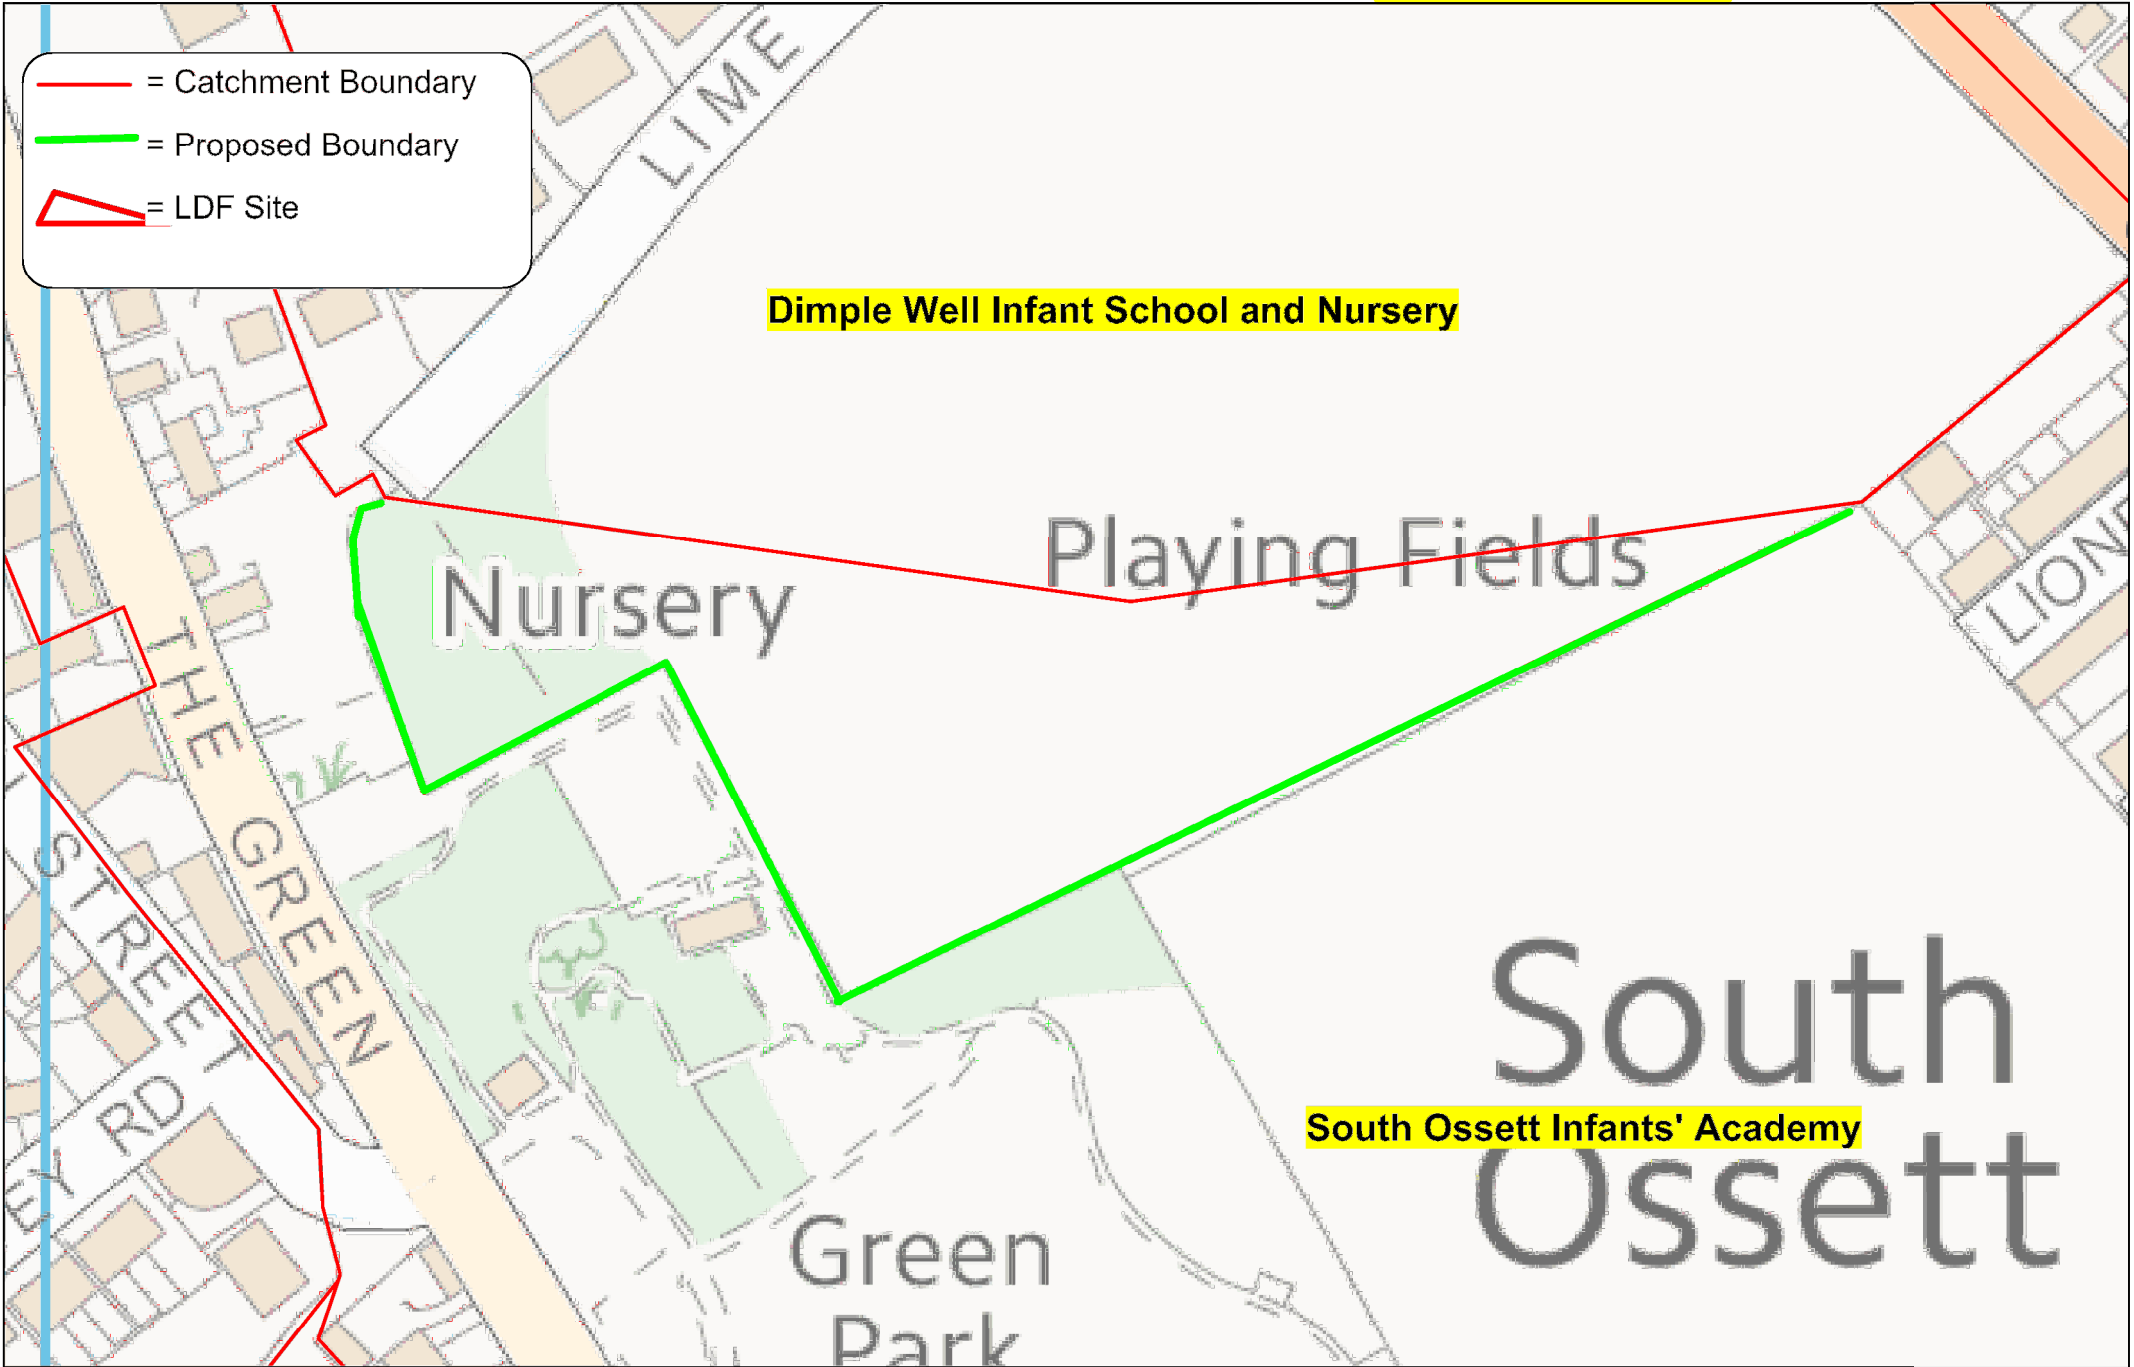 = Catchment Boundary
= Proposed Boundary
= LDF Site
LIME
Dimple Well Infant School and Nursery
Playing Fields
Nursery
THE GREEN
STREET
RD
South
Ossett
South Ossett Infants' Academy
Green
Park